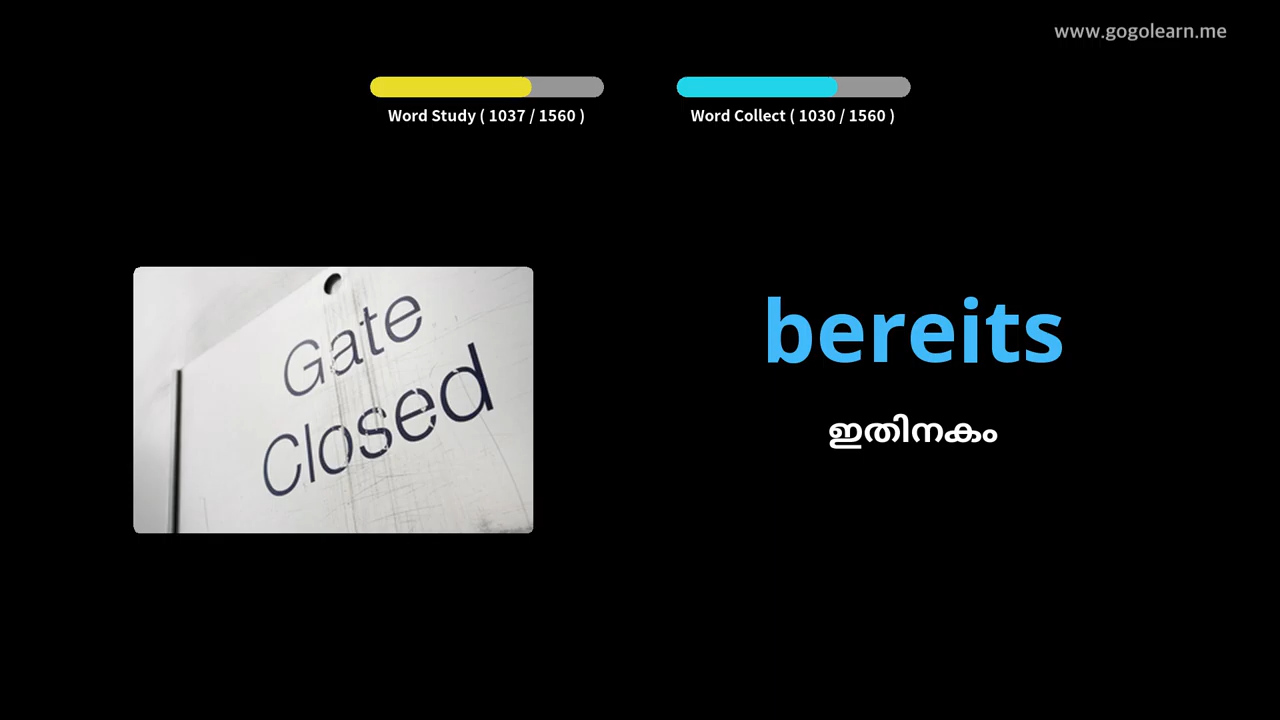 www.gogolearn.me
Word Study ( 1037 / 1560 )
Word Collect ( 1030 / 1560 )
Gate
Closed
bereits
ഇതിനകം